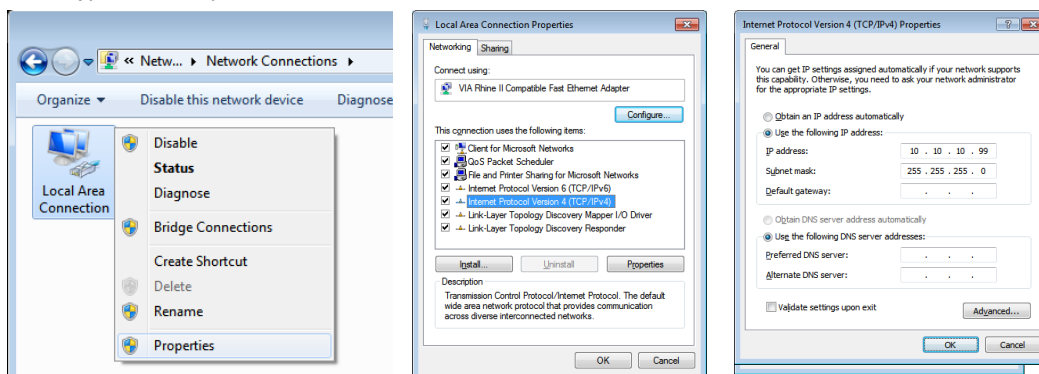 « Netw... ▸ Network Connections ▸
Organize ▼ Disable this network device Diagnose
Local Area
Connection
Disable
Status
Diagnose
Bridge Connections
Create Shortcut
Delete
Rename
Properties
Local Area Connection Properties
Networking Sharing
Connect using:
VIA Rhine II Compatible Fast Ethernet Adapter
Configure...
This connection uses the following items:
Client for Microsoft Networks
QoS Packet Scheduler
File and Printer Sharing for Microsoft Networks
Internet Protocol Version 6 (TCP/IPv6)
Internet Protocol Version 4 (TCP/IPv4)
Link-Layer Topology Discovery Mapper I/O Driver
Link-Layer Topology Discovery Responder
Install... Uninstall Properties
Description
Transmission Control Protocol/Internet Protocol. The default
wide area network protocol that provides communication
across diverse interconnected networks.
OK Cancel
Internet Protocol Version 4 (TCP/IPv4) Properties
General
You can get IP settings assigned automatically if your network supports
this capability. Otherwise, you need to ask your network administrator
for the appropriate IP settings.
Obtain an IP address automatically
Use the following IP address:
IP address: 10 . 10 . 10 . 99
Subnet mask: 255 . 255 . 255 . 0
Default gateway: . . .
Obtain DNS server address automatically
Use the following DNS server addresses:
Preferred DNS server: . . .
Alternate DNS server: . . .
Validate settings upon exit
Advanced...
OK Cancel